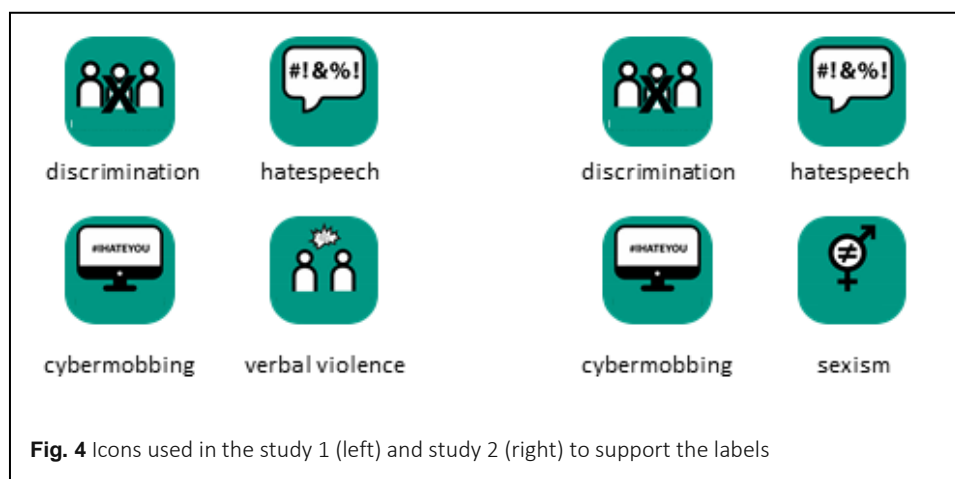 #!&%! #!&%!
discrimination hatespeech discrimination hatespeech
#IHATEYOU #IHATEYOU
cybermobbing verbal violence cybermobbing sexism
Fig. 4 Icons used in the study 1 (left) and study 2 (right) to support the labels